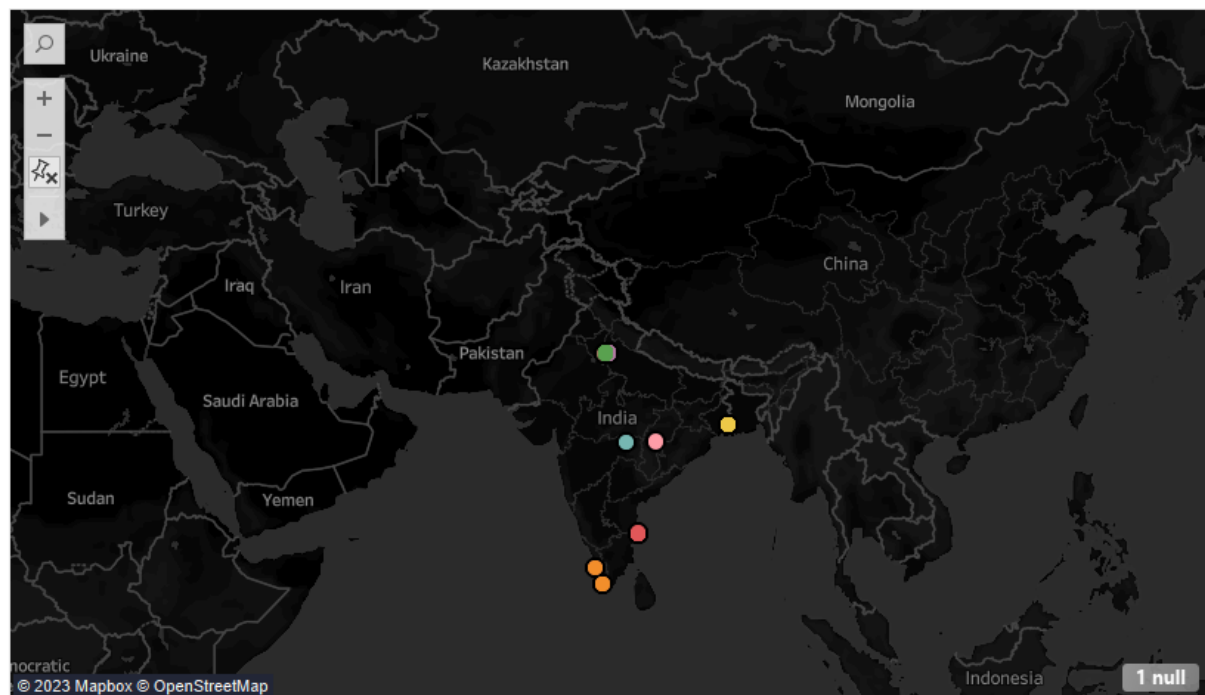 Ukraine
Kazakhstan
Mongolia
Turkey
China
Iraq
Iran
Pakistan
Egypt
Saudi Arabia
India
Sudan
Yemen
nocratic
Indonesia
1 null
© 2023 Mapbox © OpenStreetMap